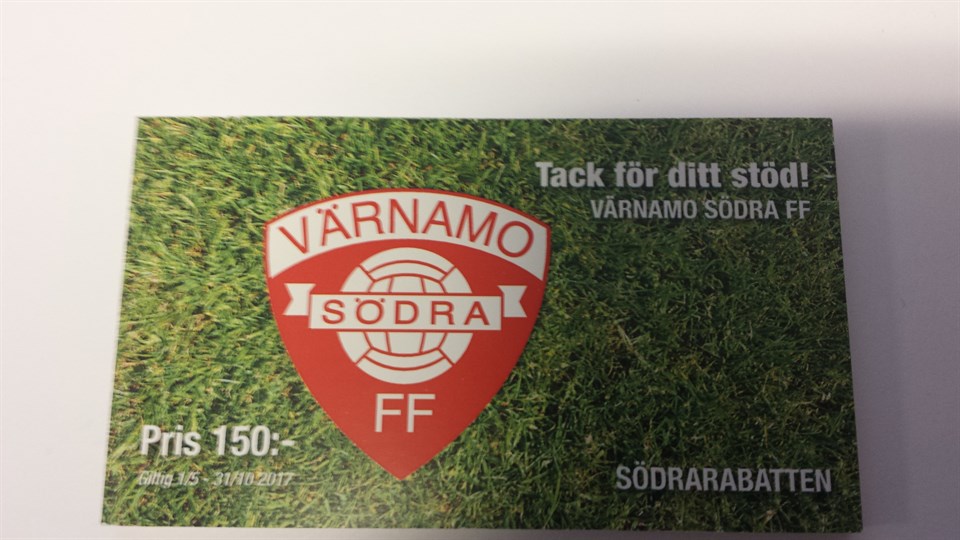 Tack för ditt stöd!
VÄRNAMO SÖDRA FF
VÄRNAMO
SÖDRA
FF
Pris 150:-
Giltig 1/5 - 31/10 2017
SÖDRARABATTEN